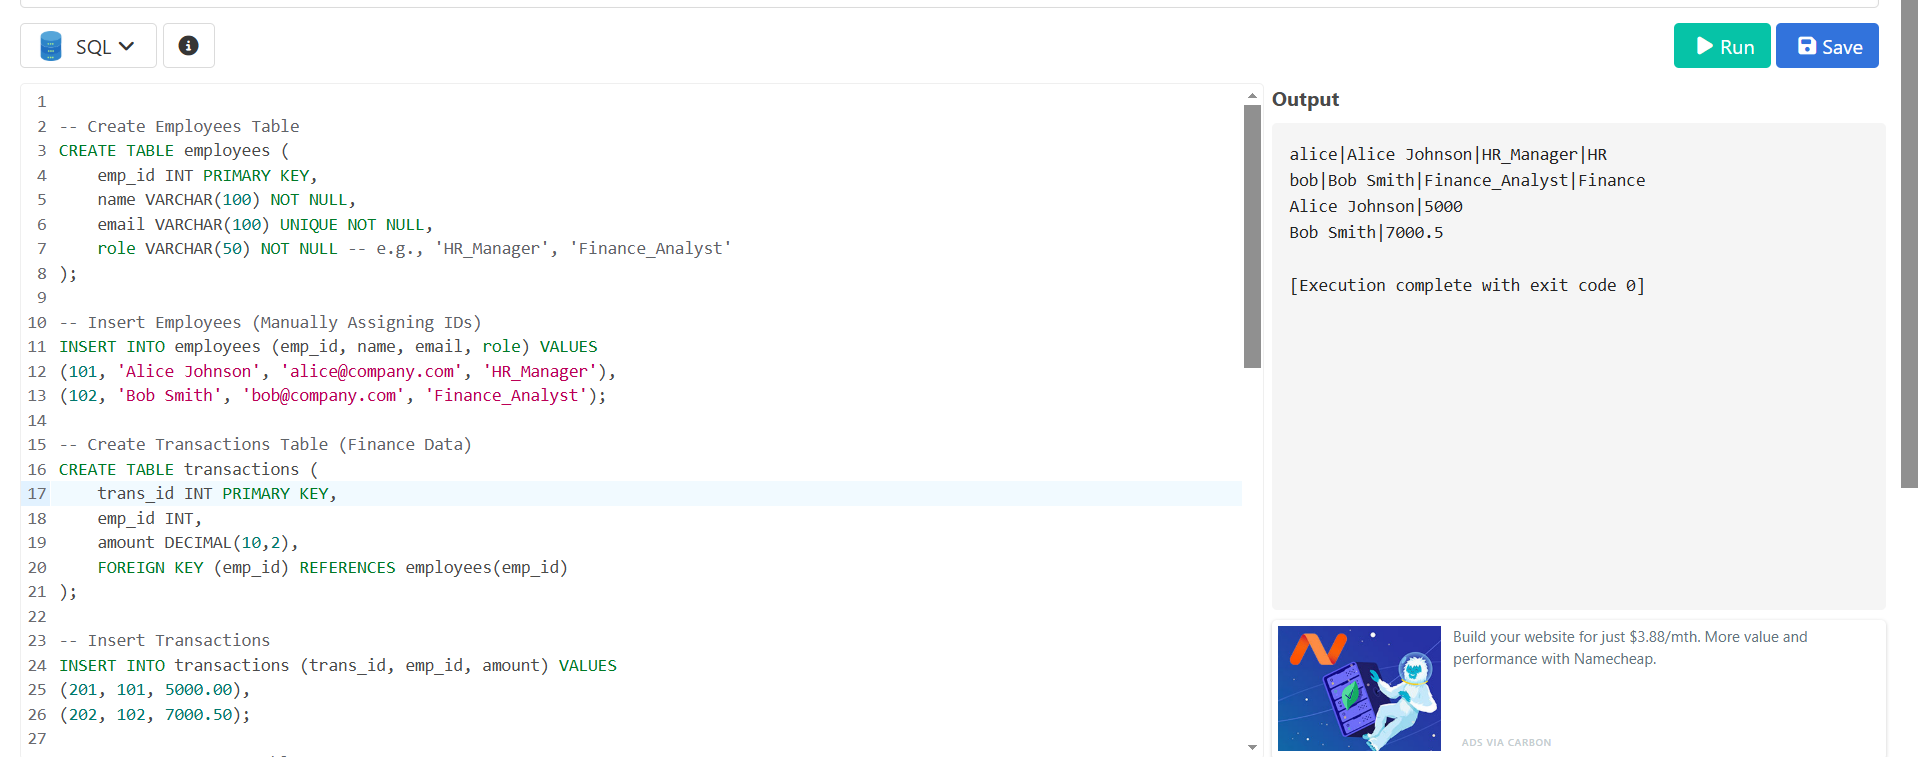 SQL
Run
Save
1
2 -- Create Employees Table
3 CREATE TABLE employees (
4     emp_id INT PRIMARY KEY,
5     name VARCHAR(100) NOT NULL,
6     email VARCHAR(100) UNIQUE NOT NULL,
7     role VARCHAR(50) NOT NULL -- e.g., 'HR_Manager', 'Finance_Analyst'
8 );
9
10 -- Insert Employees (Manually Assigning IDs)
11 INSERT INTO employees (emp_id, name, email, role) VALUES
12 (101, 'Alice Johnson', 'alice@company.com', 'HR_Manager'),
13 (102, 'Bob Smith', 'bob@company.com', 'Finance_Analyst');
14
15 -- Create Transactions Table (Finance Data)
16 CREATE TABLE transactions (
17     trans_id INT PRIMARY KEY,
18     emp_id INT,
19     amount DECIMAL(10,2),
20     FOREIGN KEY (emp_id) REFERENCES employees(emp_id)
21 );
22
23 -- Insert Transactions
24 INSERT INTO transactions (trans_id, emp_id, amount) VALUES
25 (201, 101, 5000.00),
26 (202, 102, 7000.50);
27
Output
alice|Alice Johnson|HR_Manager|HR
bob|Bob Smith|Finance_Analyst|Finance
Alice Johnson|5000
Bob Smith|7000.5
[Execution complete with exit code 0]
Build your website for just $3.88/mth. More value and
performance with Namecheap.
ADS VIA CARBON